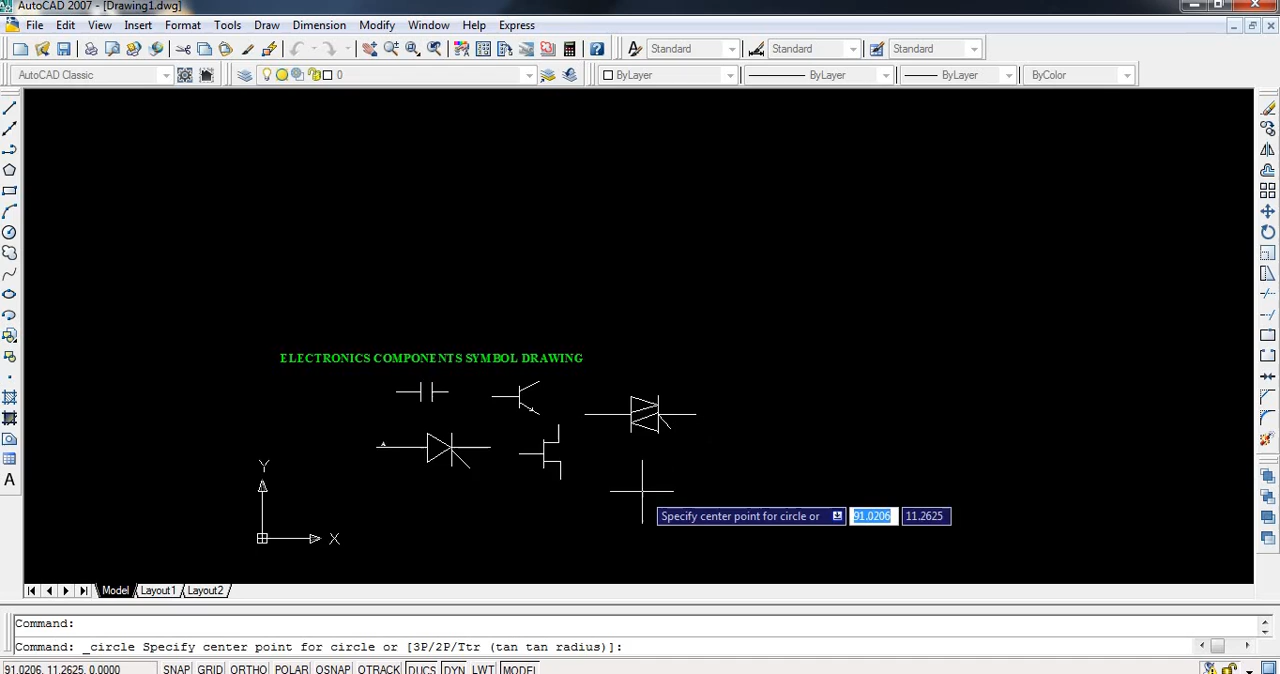 AutoCAD 2007 - [Drawing1.dwg]
File Edit View Insert Format Tools Draw Dimension Modify Window Help Express
Standard Standard Standard
AutoCAD Classic 0 ByLayer ByLayer ByLayer ByColor
ELECTRONICS COMPONENTS SYMBOL DRAWING
Y
X
Specify center point for circle or 91.0206 11.2625
A
Model Layout1 Layout2
Command:
Command: _circle Specify center point for circle or [3P/2P/Ttr (tan tan radius)]:
91.0206, 11.2625, 0.0000 SNAP GRID ORTHO POLAR OSNAP OTRACK DUCS DYN LWT MODEL